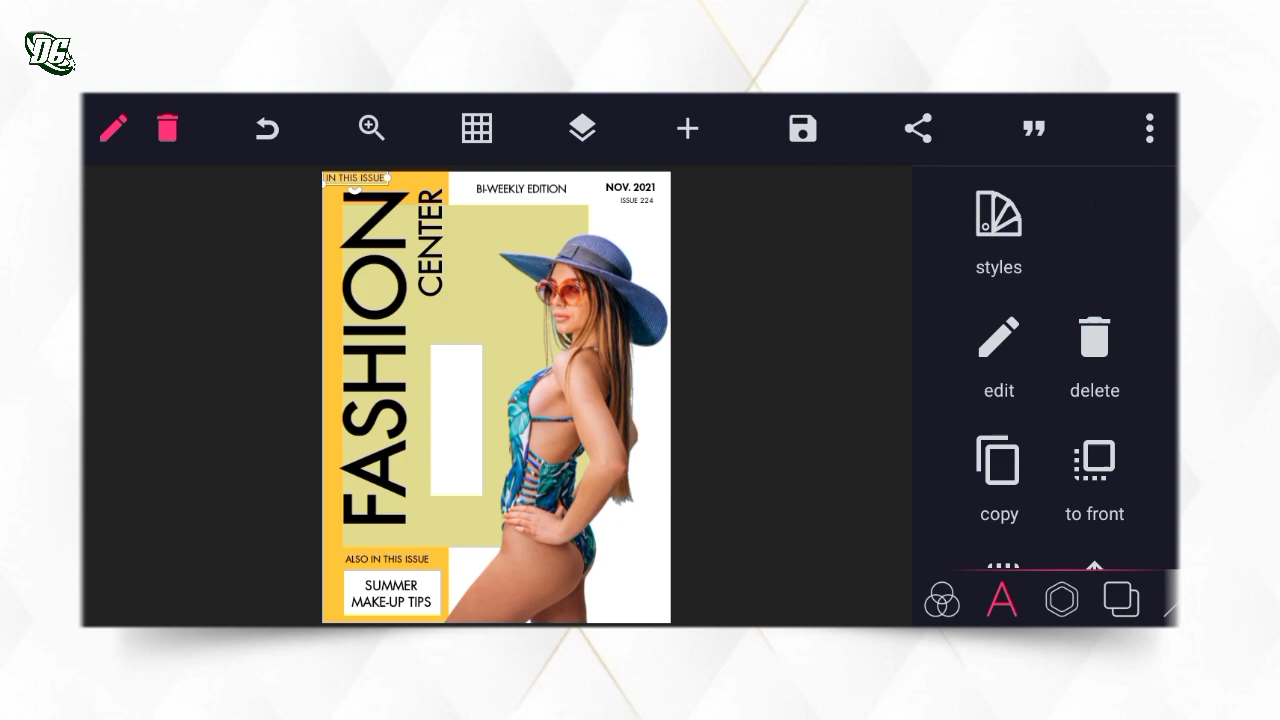 DG
IN THIS ISSUE
BI-WEEKLY EDITION
NOV. 2021
ISSUE 224
FASHION
CENTER
ALSO IN THIS ISSUE
SUMMER
MAKE-UP TIPS
styles
edit
delete
copy
to front